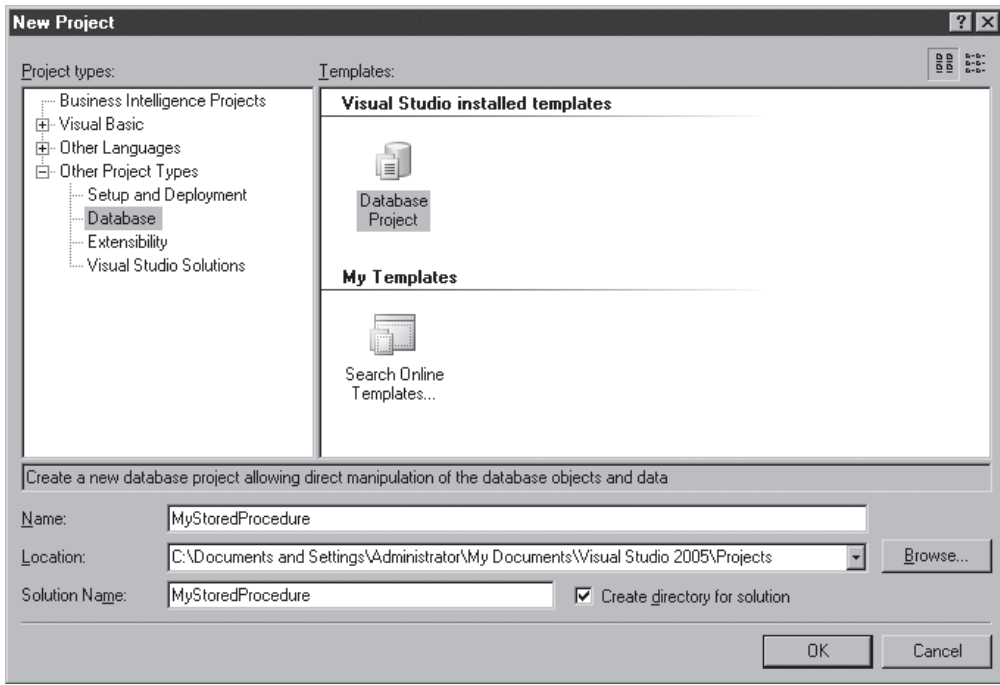 New Project
Project types:
Templates:
Business Intelligence Projects
Visual Basic
Other Languages
Other Project Types
Setup and Deployment
Database
Extensibility
Visual Studio Solutions
Visual Studio installed templates
Database
Project
My Templates
Search Online
Templates...
Create a new database project allowing direct manipulation of the database objects and data
Name:
MyStoredProcedure
Location:
C:\Documents and Settings\Administrator\My Documents\Visual Studio 2005\Projects
Browse...
Solution Name:
MyStoredProcedure
Create directory for solution
OK
Cancel